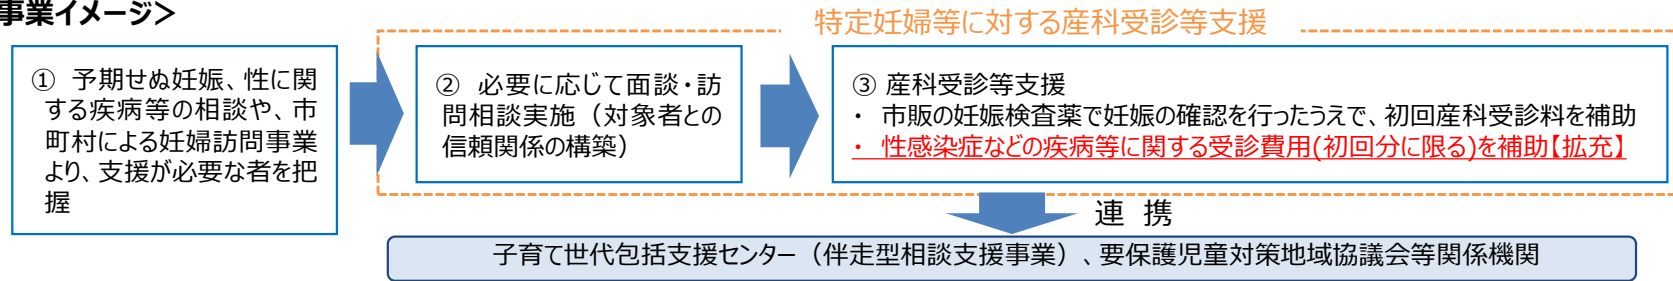 事業イメージ＞
特定妊婦等に対する産科受診等支援
① 予期せぬ妊娠、性に関
する疾病等の相談や、市
町村による妊婦訪問事業
より、支援が必要な者を把
握
② 必要に応じて面談・訪
問相談実施（対象者との
信頼関係の構築）
③ 産科受診等支援
・ 市販の妊娠検査薬で妊娠の確認を行ったうえで、初回産科受診料を補助
・ 性感染症などの疾病等に関する受診費用(初回分に限る)を補助【拡充】
連 携
子育て世代包括支援センター（伴走型相談支援事業）、要保護児童対策地域協議会等関係機関